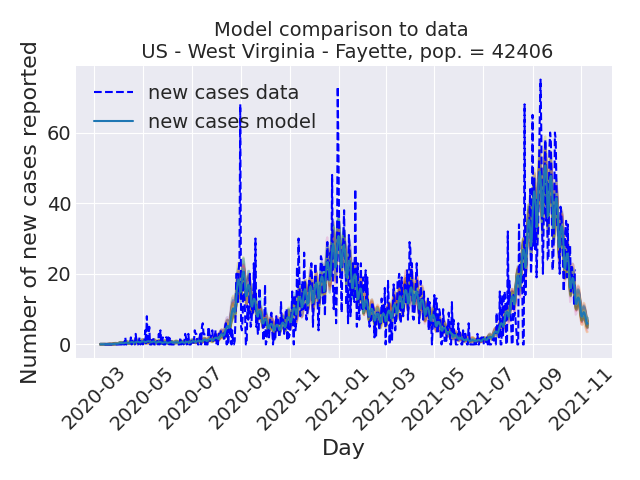 Model comparison to data
US - West Virginia - Fayette, pop. = 42406
Number of new cases reported
new cases data
new cases model
60
40
20
0
2020-03
2020-05
2020-07
2020-09
2020-11
2021-01
2021-03
2021-05
2021-07
2021-09
2021-11
Day